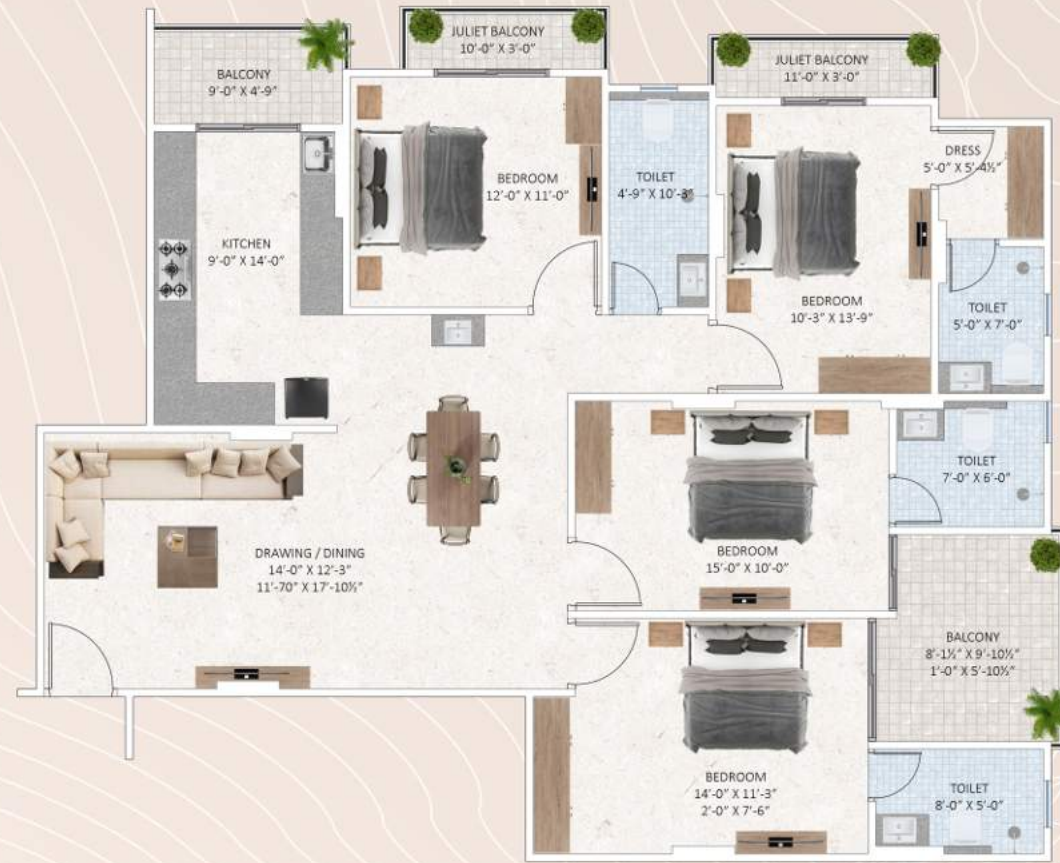 JULIET BALCONY
10'-0" X 3'-0"
BALCONY
9'-0" X 4'-9"
JULIET BALCONY
11'-0" X 3'-0"
BEDROOM
12'-0" X 11'-0"
TOILET
4'-9" X 10'-3"
DRESS
5'-0" X 5'-4½"
KITCHEN
9'-0" X 14'-0"
BEDROOM
10'-3" X 13'-9"
TOILET
5'-0" X 7'-0"
TOILET
7'-0" X 6'-0"
DRAWING / DINING
14'-0" X 12'-3"
11'-70" X 17'-10½"
BEDROOM
15'-0" X 10'-0"
BALCONY
8'-1½" X 9'-10½"
1'-0" X 5'-10½"
BEDROOM
14'-0" X 11'-3"
2'-0" X 7'-6"
TOILET
8'-0" X 5'-0"